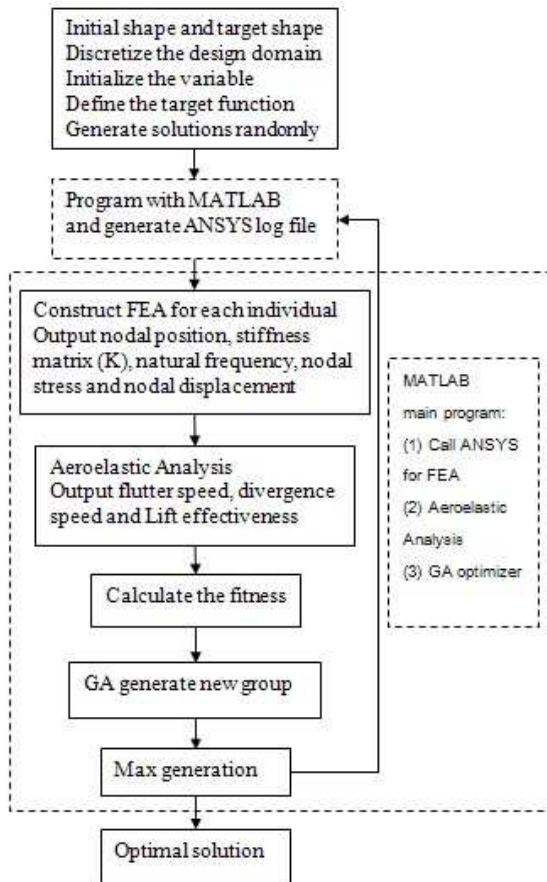 Initial shape and target shape
Discretize the design domain
Initialize the variable
Define the target function
Generate solutions randomly
Program with MATLAB
and generate ANSYS log file
Construct FEA for each individual
Output nodal position, stiffness
matrix (K), natural frequency, nodal
stress and nodal displacement
Aeroelastic Analysis
Output flutter speed, divergence
speed and Lift effectiveness
Calculate the fitness
GA generate new group
Max generation
Optimal solution
MATLAB
main program:
(1) Call ANSYS
for FEA
(2) Aeroelastic
Analysis
(3) GA optimizer